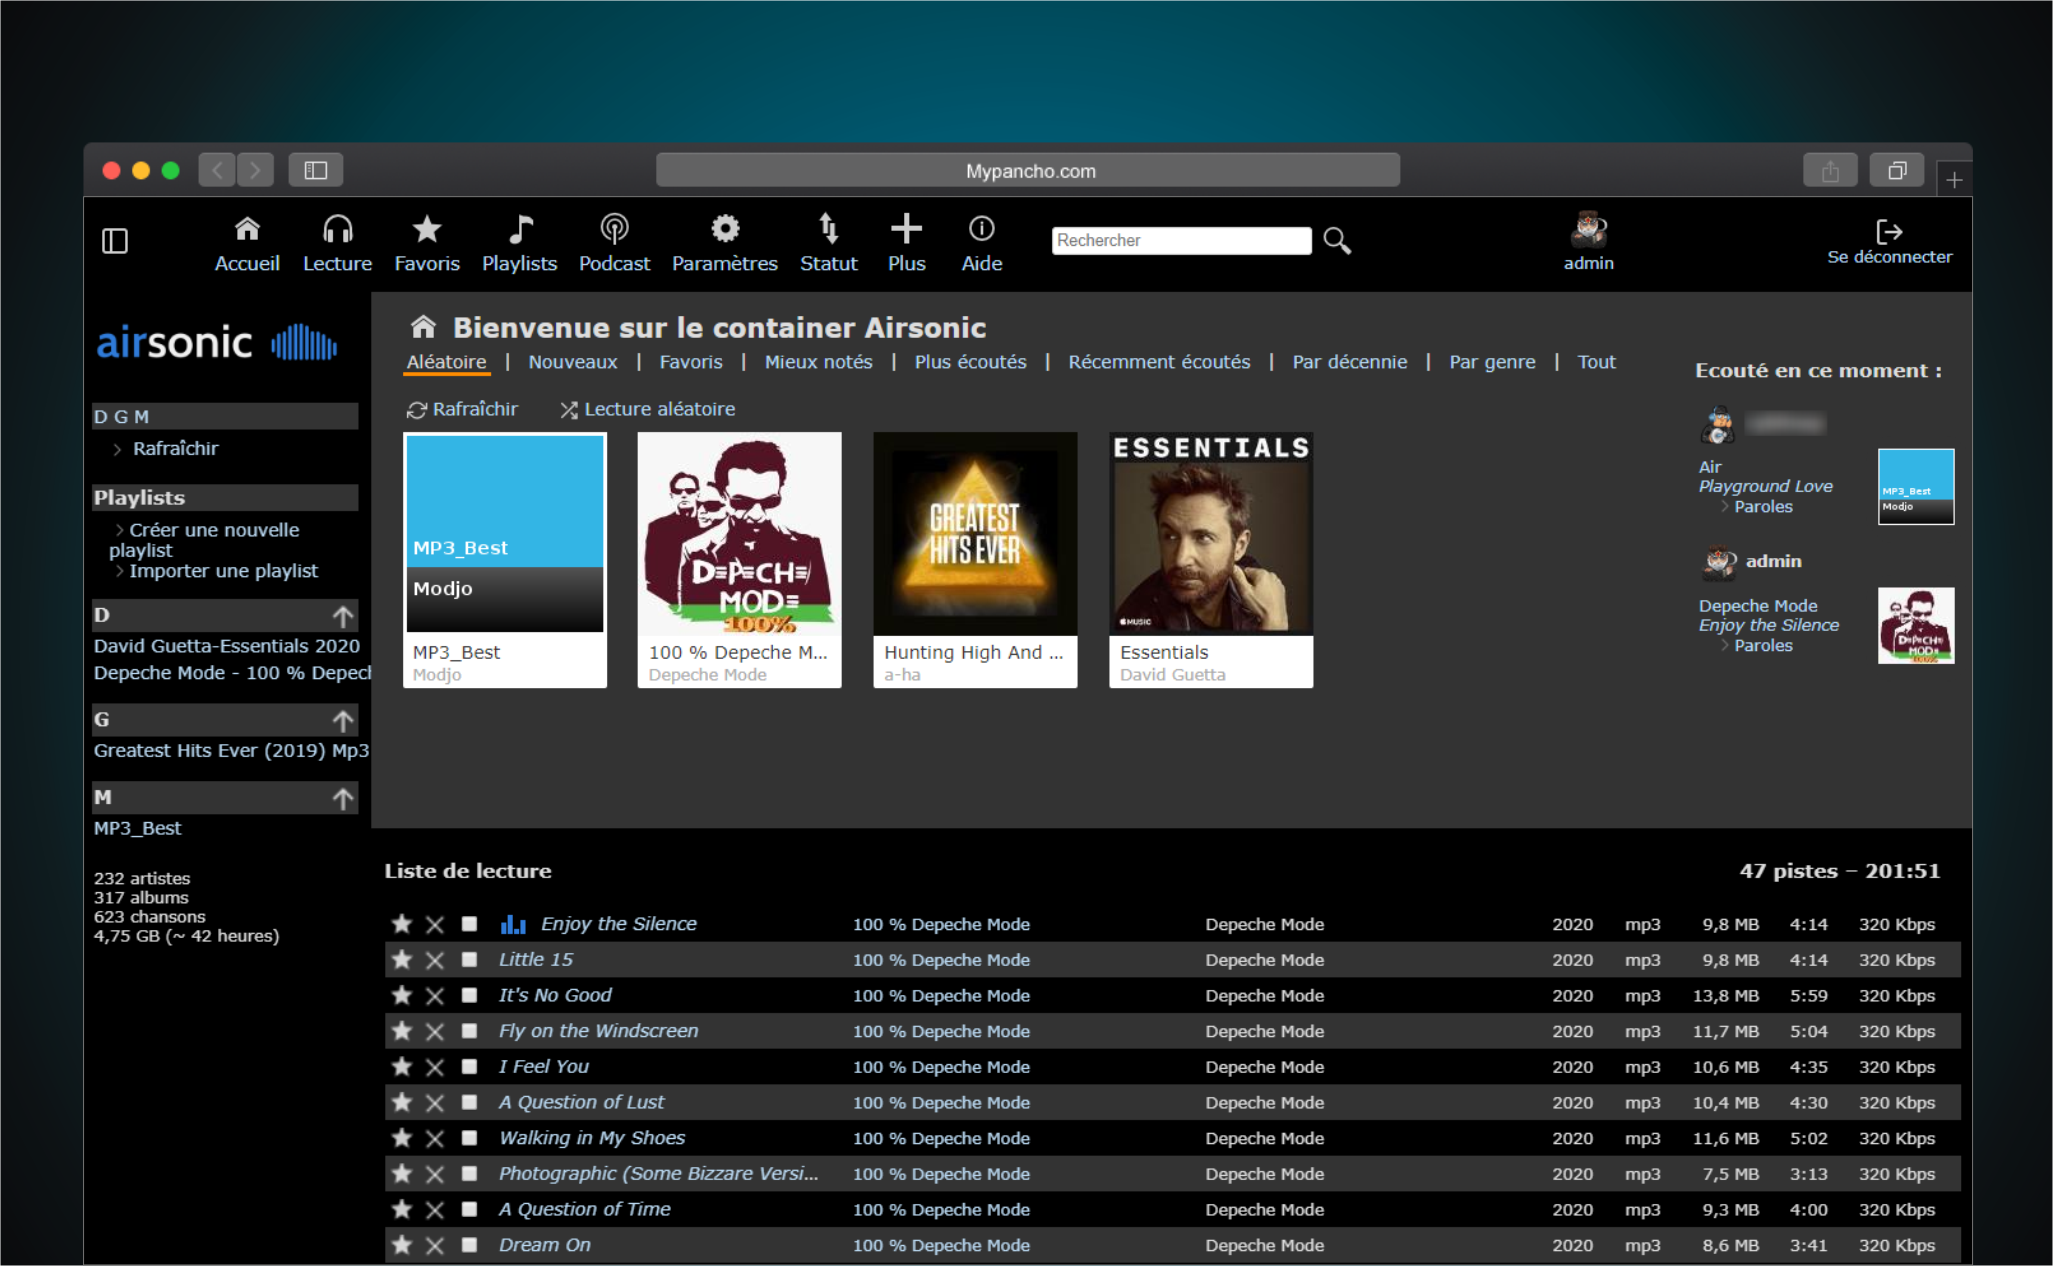 Mypancho.com
Accueil Lecture Favoris Playlists Podcast Paramètres Statut Plus Aide
Rechercher
admin
Se déconnecter
airsonic
Bienvenue sur le container Airsonic
Aléatoire | Nouveaux | Favoris | Mieux notés | Plus écoutés | Récemment écoutés | Par décennie | Par genre | Tout
Rafraîchir Lecture aléatoire
D G M
Rafraîchir
Playlists
Créer une nouvelle
playlist
Importer une playlist
D
David Guetta-Essentials 2020
Depeche Mode - 100 % Depech
G
Greatest Hits Ever (2019) Mp3
M
MP3_Best
232 artistes
317 albums
623 chansons
4,75 GB (~ 42 heures)
MP3_Best
Modjo
MP3_Best
Modjo
DEPECHE
MODE
100%
100 % Depeche M...
Depeche Mode
GREATEST
HITS EVER
Hunting High And ...
a-ha
ESSENTIALS
MUSIC
Essentials
David Guetta
Ecouté en ce moment :
Air
Playground Love
Paroles
MP3_Best
Modjo
admin
Depeche Mode
Enjoy the Silence
Paroles
DEPECHE
MODE
100%
Liste de lecture 47 pistes – 201:51
Enjoy the Silence 100 % Depeche Mode Depeche Mode 2020 mp3 9,8 MB 4:14 320 Kbps
Little 15 100 % Depeche Mode Depeche Mode 2020 mp3 9,8 MB 4:14 320 Kbps
It's No Good 100 % Depeche Mode Depeche Mode 2020 mp3 13,8 MB 5:59 320 Kbps
Fly on the Windscreen 100 % Depeche Mode Depeche Mode 2020 mp3 11,7 MB 5:04 320 Kbps
I Feel You 100 % Depeche Mode Depeche Mode 2020 mp3 10,6 MB 4:35 320 Kbps
A Question of Lust 100 % Depeche Mode Depeche Mode 2020 mp3 10,4 MB 4:30 320 Kbps
Walking in My Shoes 100 % Depeche Mode Depeche Mode 2020 mp3 11,6 MB 5:02 320 Kbps
Photographic (Some Bizzare Versi... 100 % Depeche Mode Depeche Mode 2020 mp3 7,5 MB 3:13 320 Kbps
A Question of Time 100 % Depeche Mode Depeche Mode 2020 mp3 9,3 MB 4:00 320 Kbps
Dream On 100 % Depeche Mode Depeche Mode 2020 mp3 8,6 MB 3:41 320 Kbps